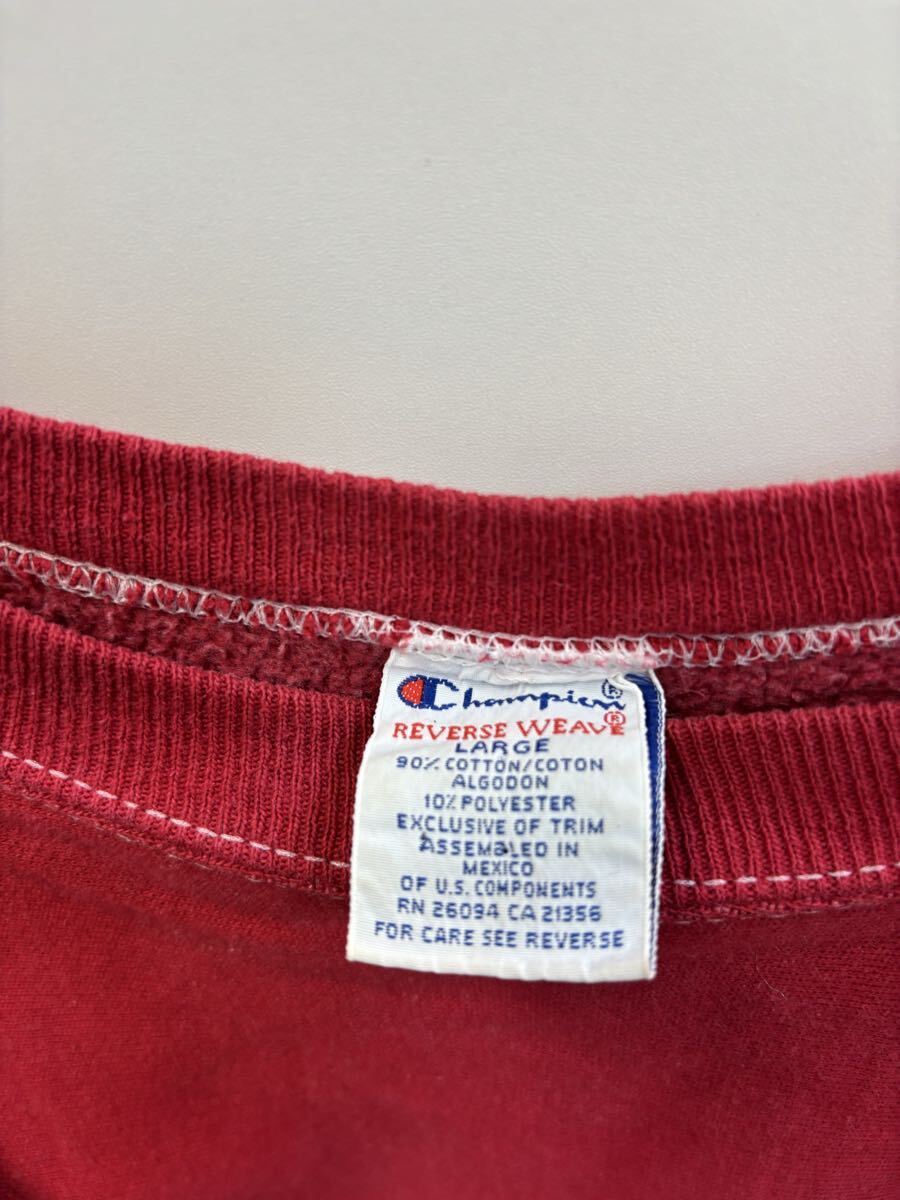 Champion®
REVERSE WEAVE®
LARGE
90% COTTON/COTON
ALGODON
10% POLYESTER
EXCLUSIVE OF TRIM
ASSEMBLED IN
MEXICO
OF U.S. COMPONENTS
RN 26094 CA 21356
FOR CARE SEE REVERSE